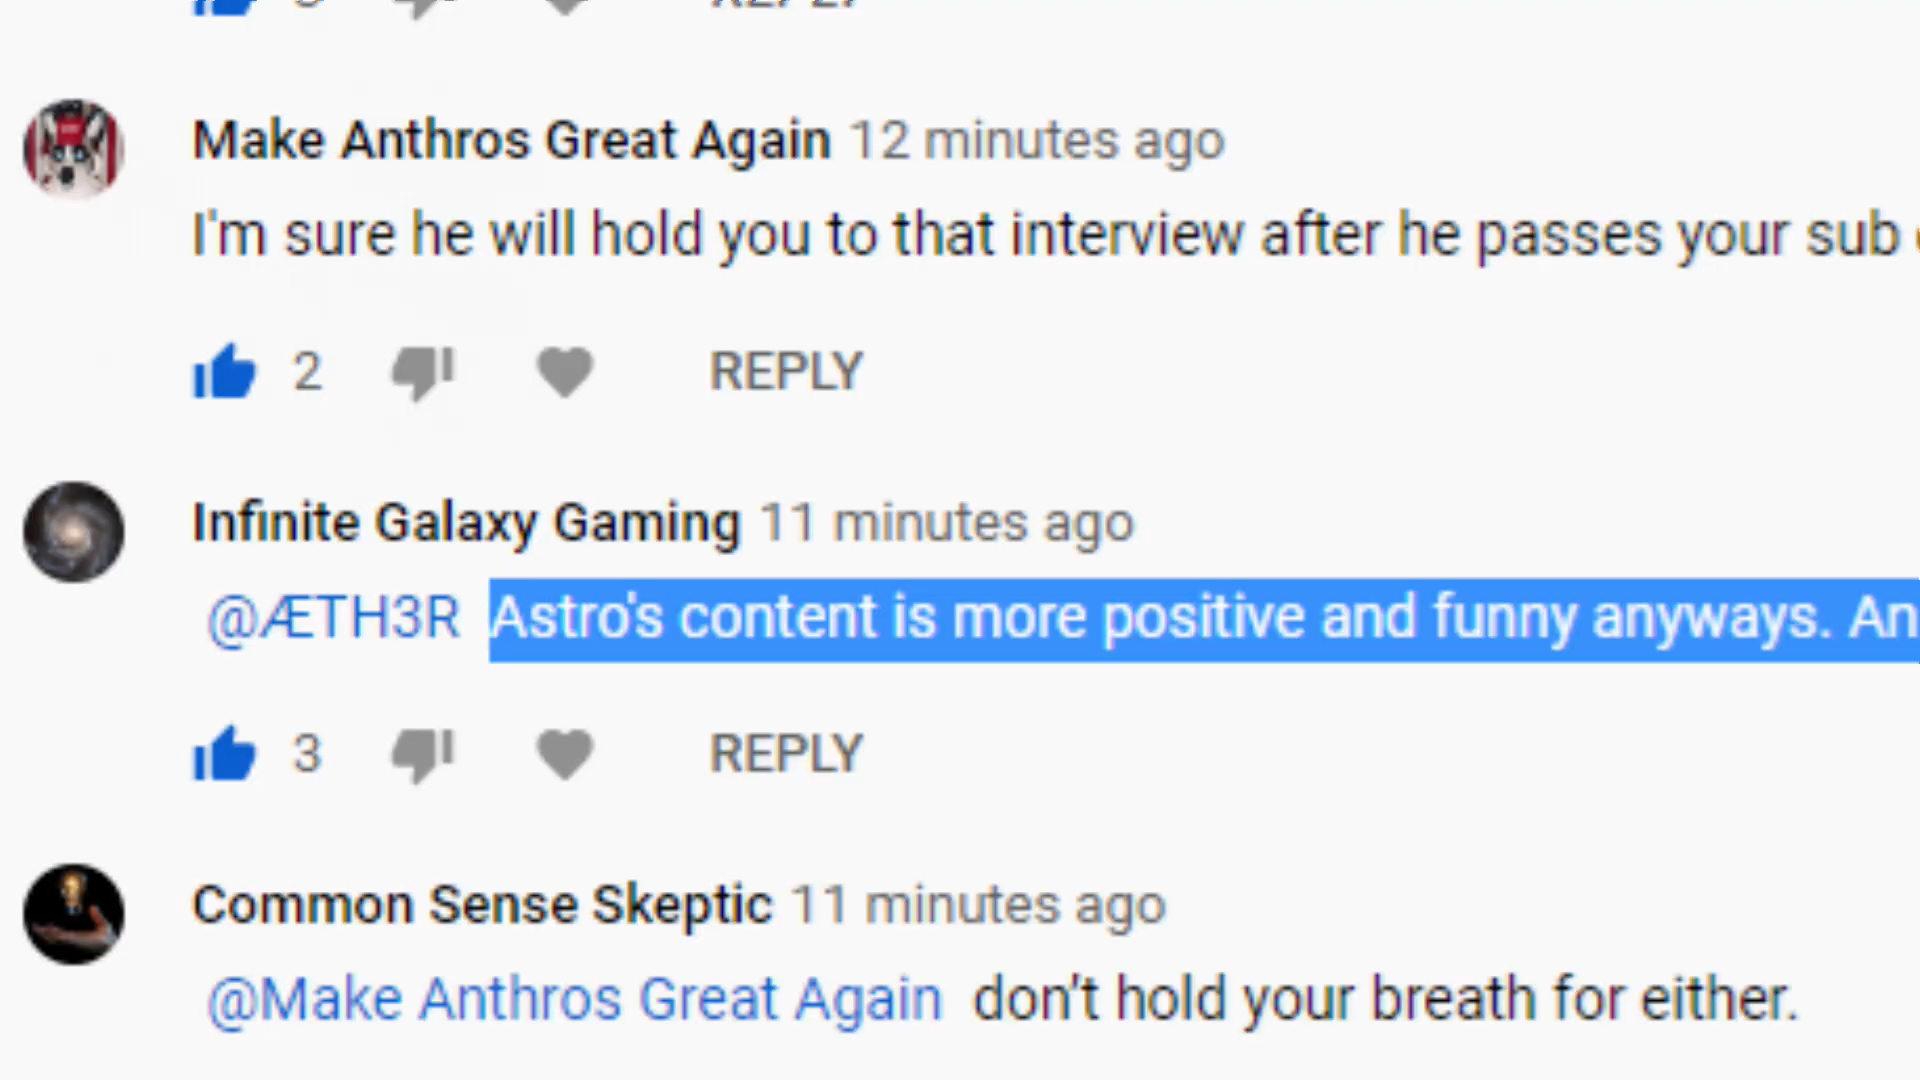 Make Anthros Great Again 12 minutes ago
I'm sure he will hold you to that interview after he passes your sub
2 REPLY
Infinite Galaxy Gaming 11 minutes ago
@ÆTH3R Astro's content is more positive and funny anyways. An
3 REPLY
Common Sense Skeptic 11 minutes ago
@Make Anthros Great Again don't hold your breath for either.